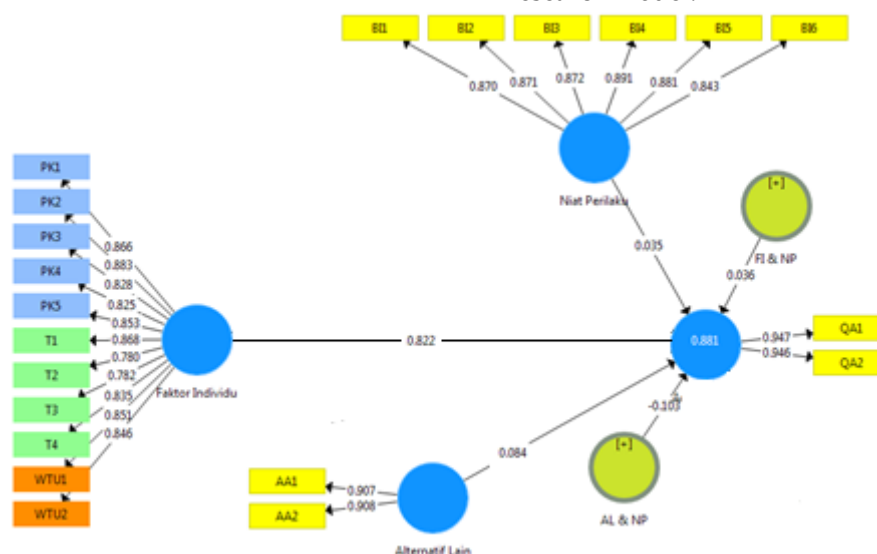 BI1 BI2 BI3 BI4 BI5 BI6
0.870 0.871 0.872 0.891 0.881 0.843
Niat Perilaku
[+]
FI & NP
0.035
0.036
PK1
PK2
PK3
PK4
PK5
T1
T2
T3
T4
WTU1
WTU2
0.866
0.883
0.828
0.825
0.853
0.868
0.780
0.782
0.835
0.851
0.846
Faktor Individu
0.822
0.881
0.947
0.946
QA1
QA2
-0.103
0.084
[+]
AL & NP
AA1
AA2
0.907
0.908
Alternatif Lain